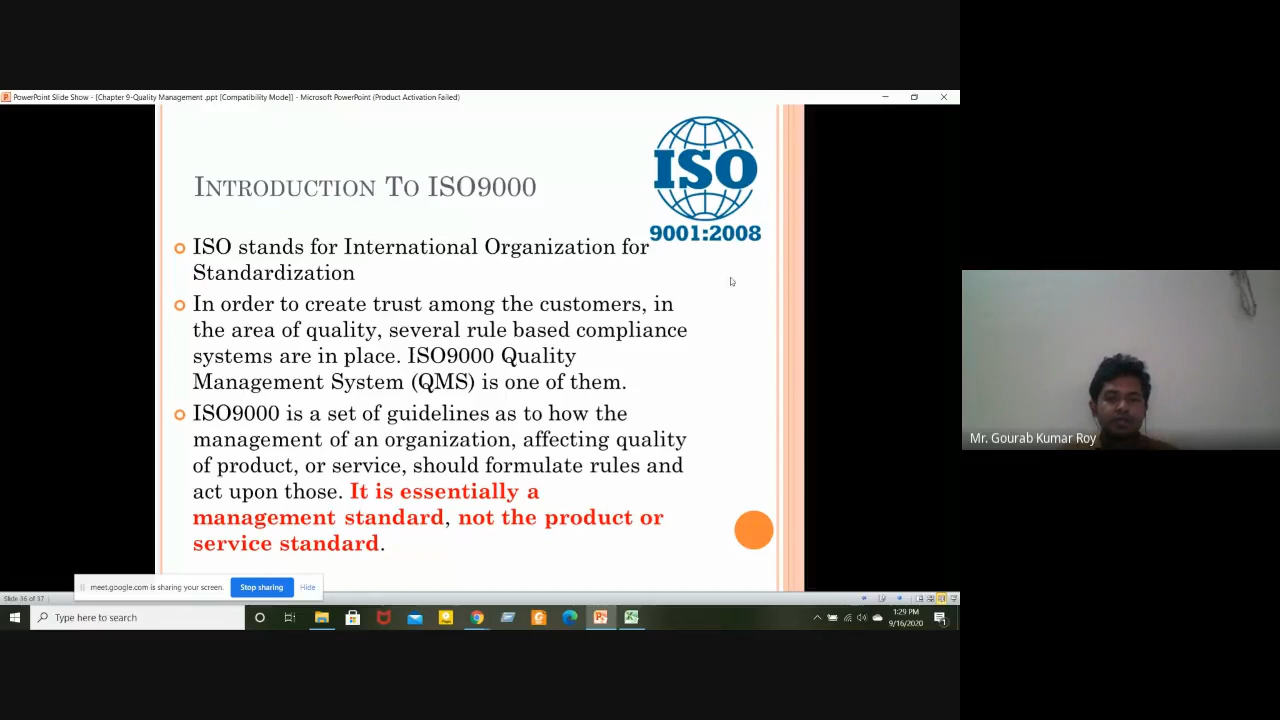 PowerPoint Slide Show - [Chapter 9-Quality Management .ppt [Compatibility Mode]] - Microsoft PowerPoint (Product Activation Failed)
ISO
9001:2008
INTRODUCTION TO ISO9000
ISO stands for International Organization for
Standardization
In order to create trust among the customers, in
the area of quality, several rule based compliance
systems are in place. ISO9000 Quality
Management System (QMS) is one of them.
ISO9000 is a set of guidelines as to how the
management of an organization, affecting quality
of product, or service, should formulate rules and
act upon those. It is essentially a
management standard, not the product or
service standard.
Mr. Gourab Kumar Roy
meet.google.com is sharing your screen.
Stop sharing
Hide
Slide 36 of 37
Type here to search
1:29 PM
9/16/2020